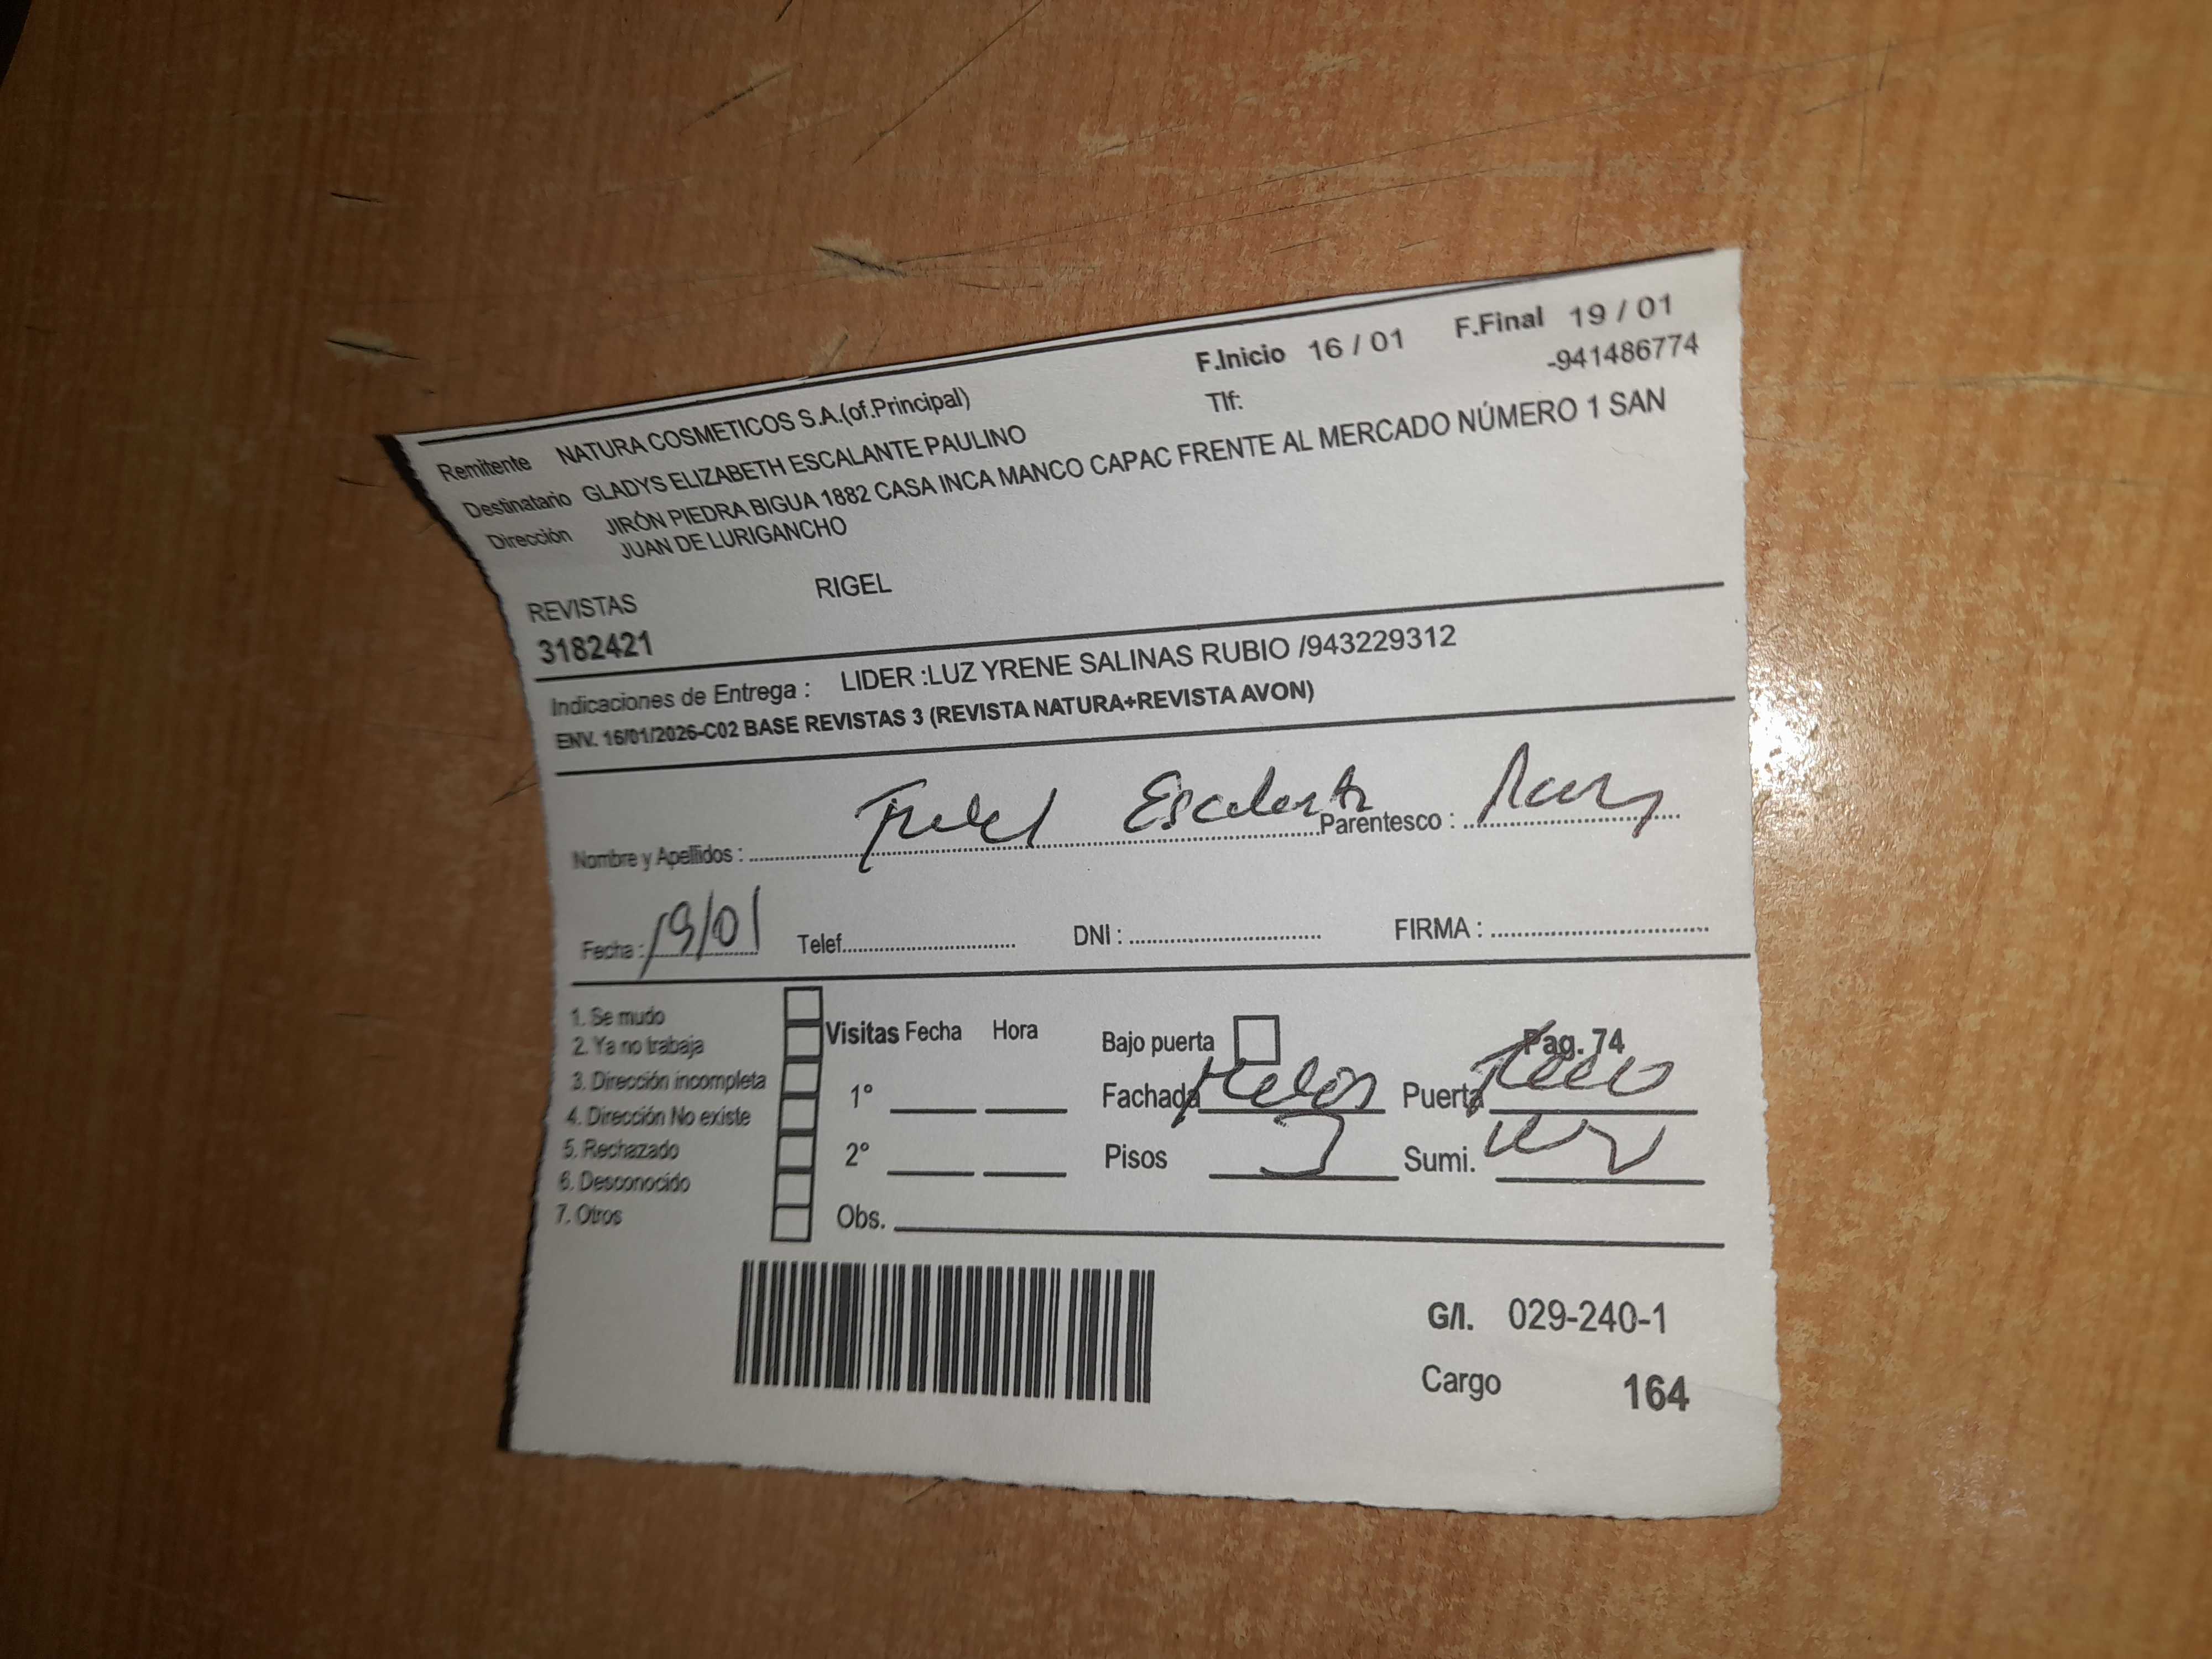 F.Inicio 16 / 01 F.Final 19 / 01
Remitente NATURA COSMETICOS S.A.(of.Principal) Tlf: -941486774
Destinatario GLADYS ELIZABETH ESCALANTE PAULINO
Dirección JIRÓN PIEDRA BIGUA 1882 CASA INCA MANCO CAPAC FRENTE AL MERCADO NÚMERO 1 SAN
JUAN DE LURIGANCHO
REVISTAS RIGEL
3182421
Indicaciones de Entrega : LIDER :LUZ YRENE SALINAS RUBIO /943229312
ENV. 16/01/2026-C02 BASE REVISTAS 3 (REVISTA NATURA+REVISTA AVON)
Nombre y Apellidos : Escalante Parentesco :
Fecha : 19/01 Telef. DNI : FIRMA :
1. Se mudo
2. Ya no trabaja
3. Dirección incompleta
4. Dirección No existe
5. Rechazado
6. Desconocido
7. Otros
Visitas Fecha Hora
1°
2°
Obs.
Bajo puerta Pag. 74
Fachada Puerta
Pisos Sumi.
G/I. 029-240-1
Cargo 164